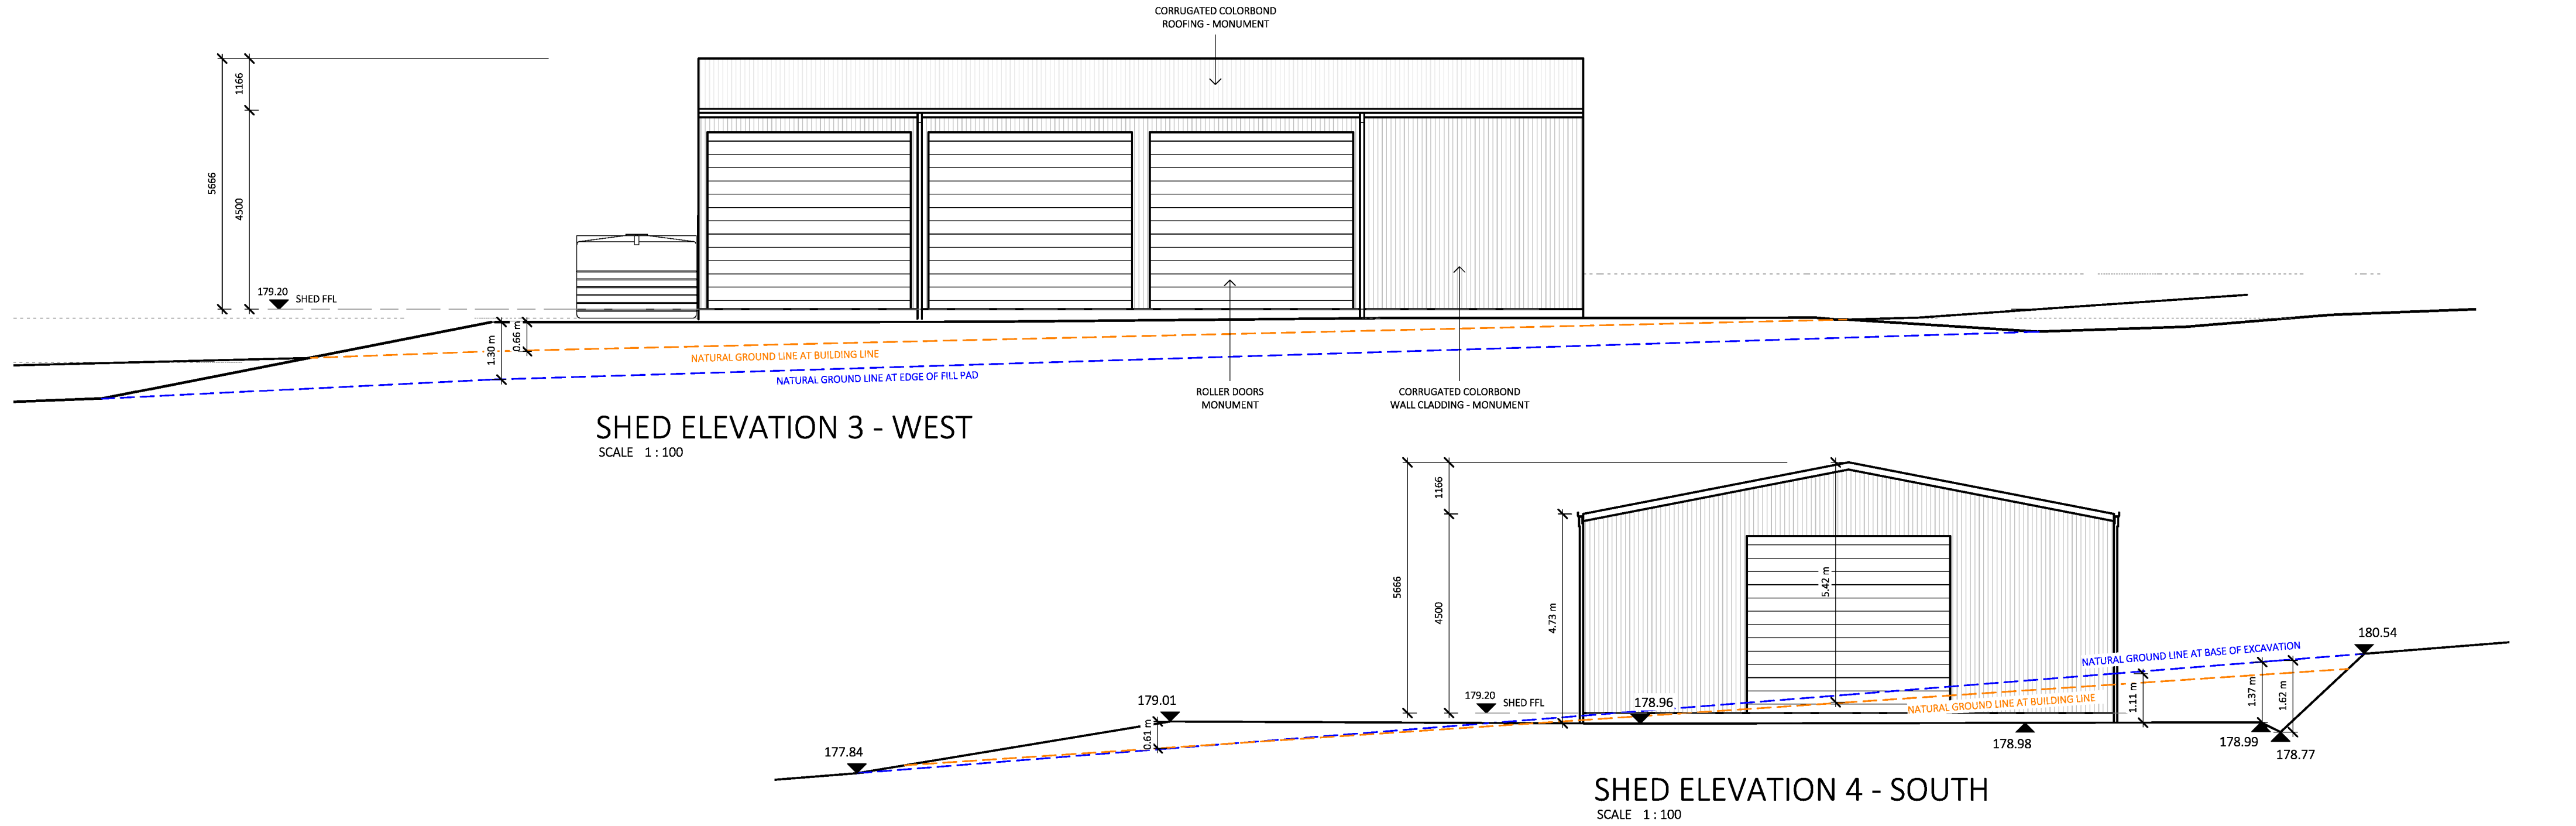 CORRUGATED COLORBOND
ROOFING - MONUMENT
1166
5666
4500
179.20
SHED FFL
1.30 m
0.66 m
NATURAL GROUND LINE AT BUILDING LINE
NATURAL GROUND LINE AT EDGE OF FILL PAD
ROLLER DOORS
MONUMENT
CORRUGATED COLORBOND
WALL CLADDING - MONUMENT
SHED ELEVATION 3 - WEST
SCALE 1 : 100
1166
5666
4500
4.73 m
5.42 m
179.20
SHED FFL
179.01
0.61 m
177.84
178.96
NATURAL GROUND LINE AT BASE OF EXCAVATION
NATURAL GROUND LINE AT BUILDING LINE
180.54
1.11 m
1.37 m
1.62 m
178.98
178.99
178.77
SHED ELEVATION 4 - SOUTH
SCALE 1 : 100